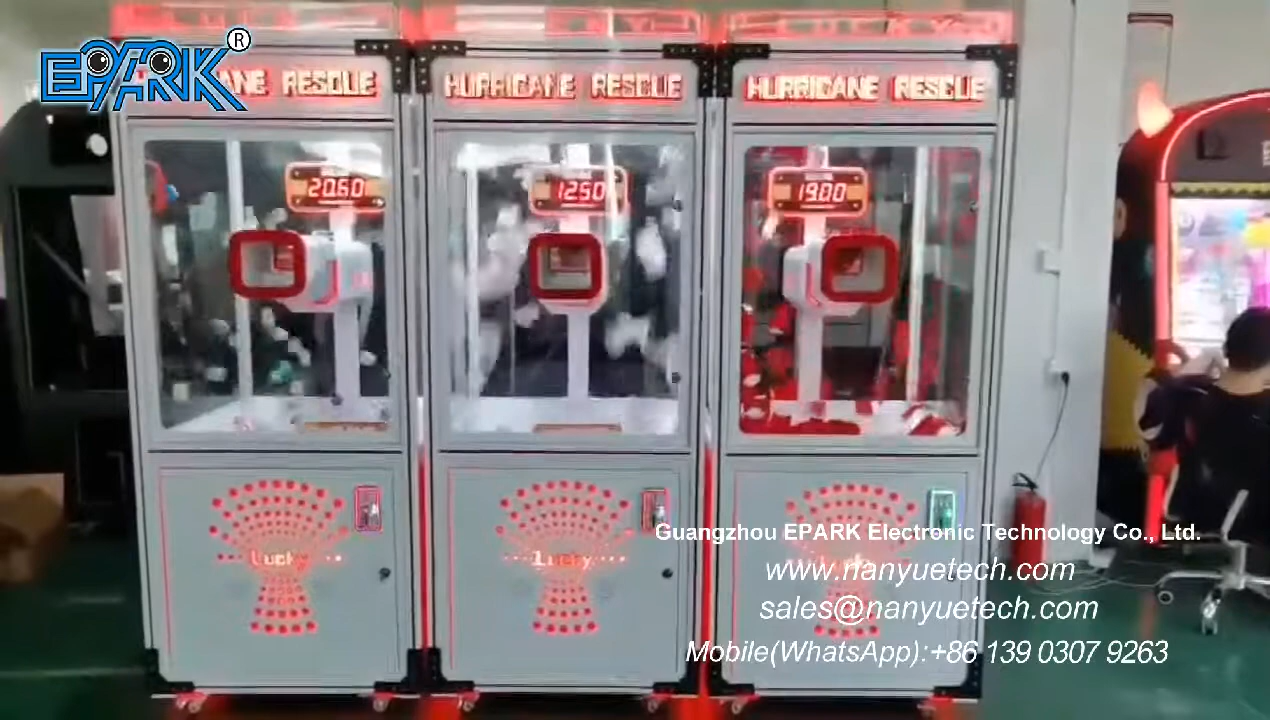 EPARK®
ANE RESCUE
HURRICANE RESCUE
HURRICANE RESCUE
20.60
12.50
19.00
Lucky
Lucky
Guangzhou EPARK Electronic Technology Co., Ltd.
www.nanyuetech.com
sales@nanyuetech.com
Mobile(WhatsApp):+86 139 0307 9263